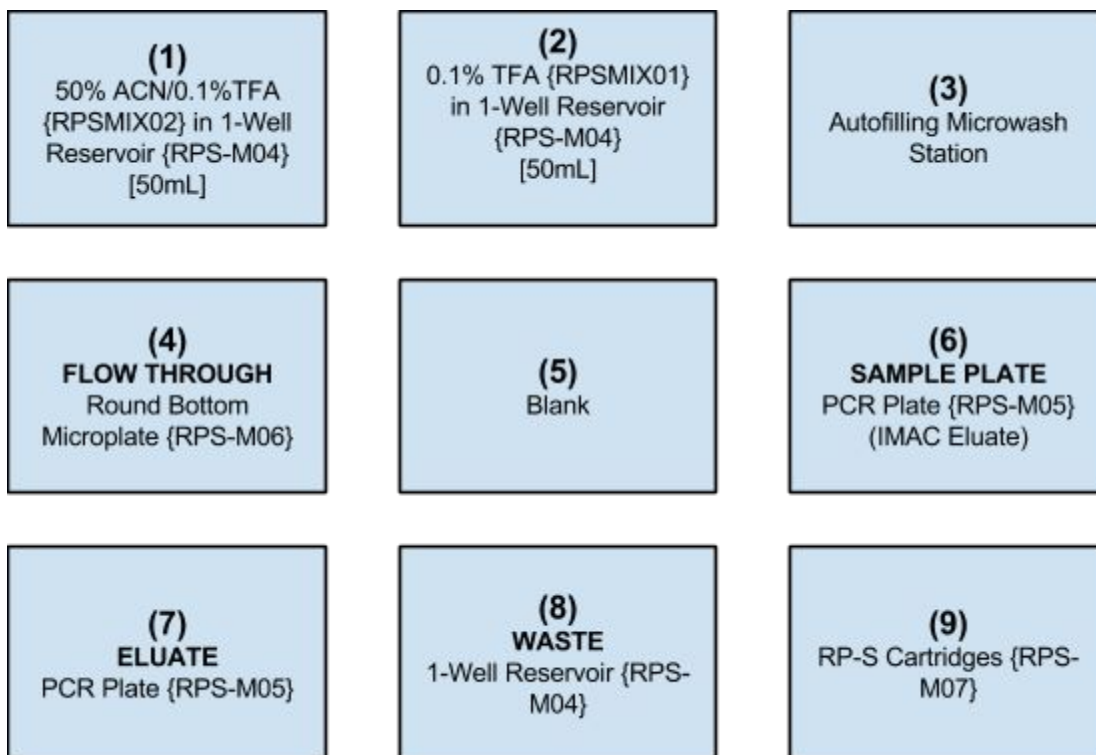 (1)
50% ACN/0.1%TFA
{RPSMIX02} in 1-Well
Reservoir {RPS-M04}
[50mL]
(2)
0.1% TFA {RPSMIX01}
in 1-Well Reservoir
{RPS-M04}
[50mL]
(3)
Autofilling Microwash
Station
(4)
FLOW THROUGH
Round Bottom
Microplate {RPS-M06}
(5)
Blank
(6)
SAMPLE PLATE
PCR Plate {RPS-M05}
(IMAC Eluate)
(7)
ELUATE
PCR Plate {RPS-M05}
(8)
WASTE
1-Well Reservoir {RPS-
M04}
(9)
RP-S Cartridges {RPS-
M07}